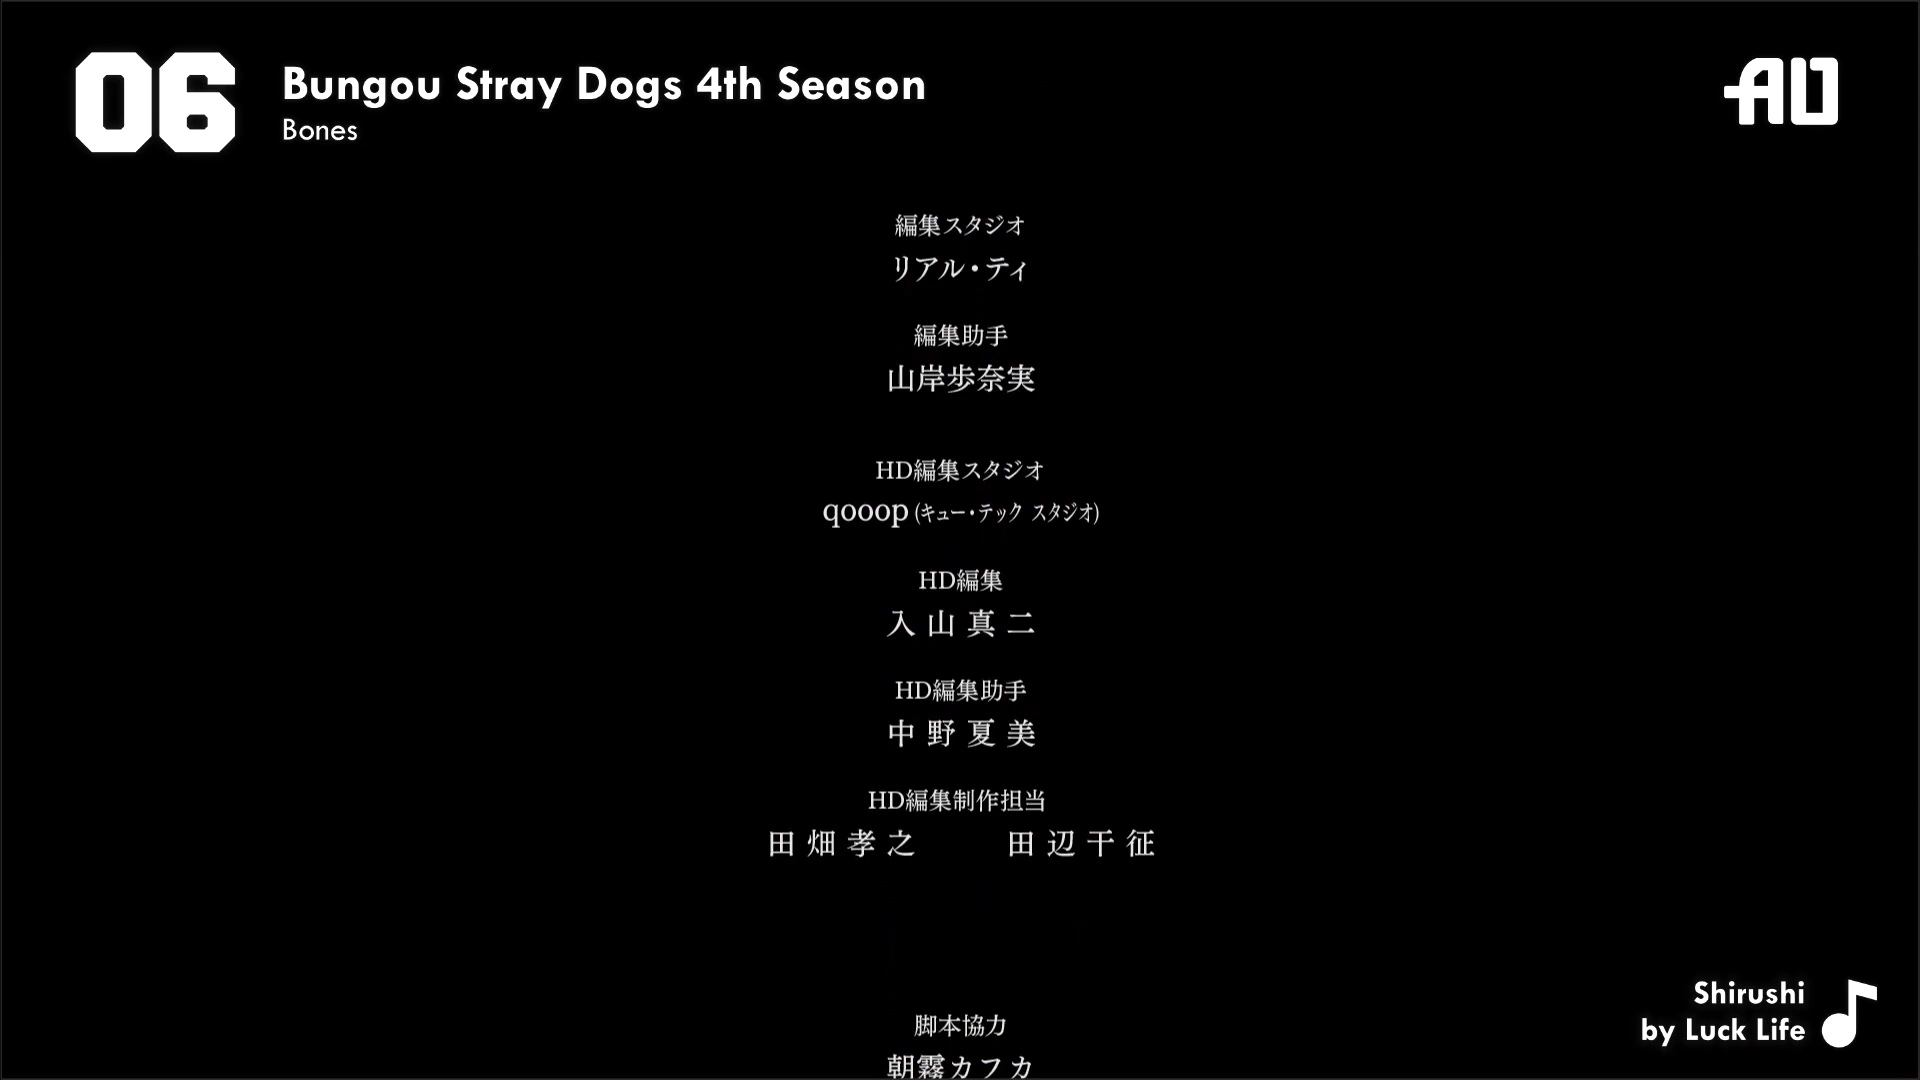 06
Bungou Stray Dogs 4th Season
Bones
AU
編集スタジオ
リアル・ティ
編集助手
山岸歩奈実
HD編集スタジオ
qooop(キュー・テック スタジオ)
HD編集
入山真二
HD編集助手
中野夏美
HD編集制作担当
田畑孝之 田辺干征
脚本協力
朝霧カフカ
Shirushi
by Luck Life